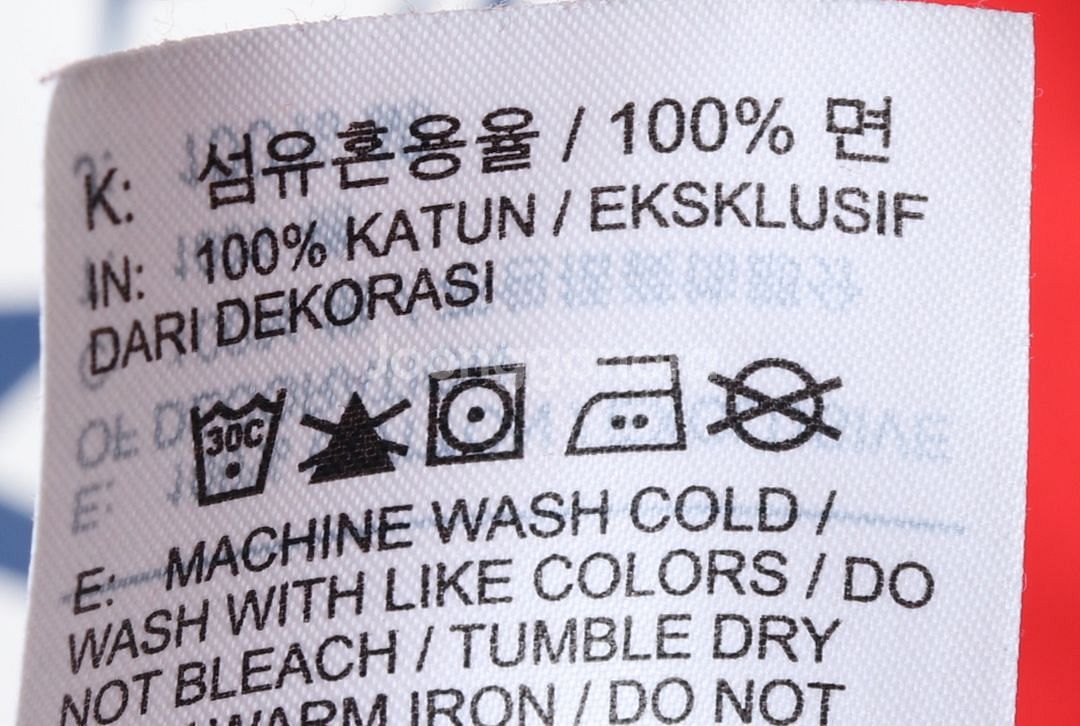 K: 섬유혼용율 / 100% 면
IN: 100% KATUN / EKSKLUSIF
DARI DEKORASI
30C
E: MACHINE WASH COLD /
WASH WITH LIKE COLORS / DO
NOT BLEACH / TUMBLE DRY
WARM IRON / DO NOT